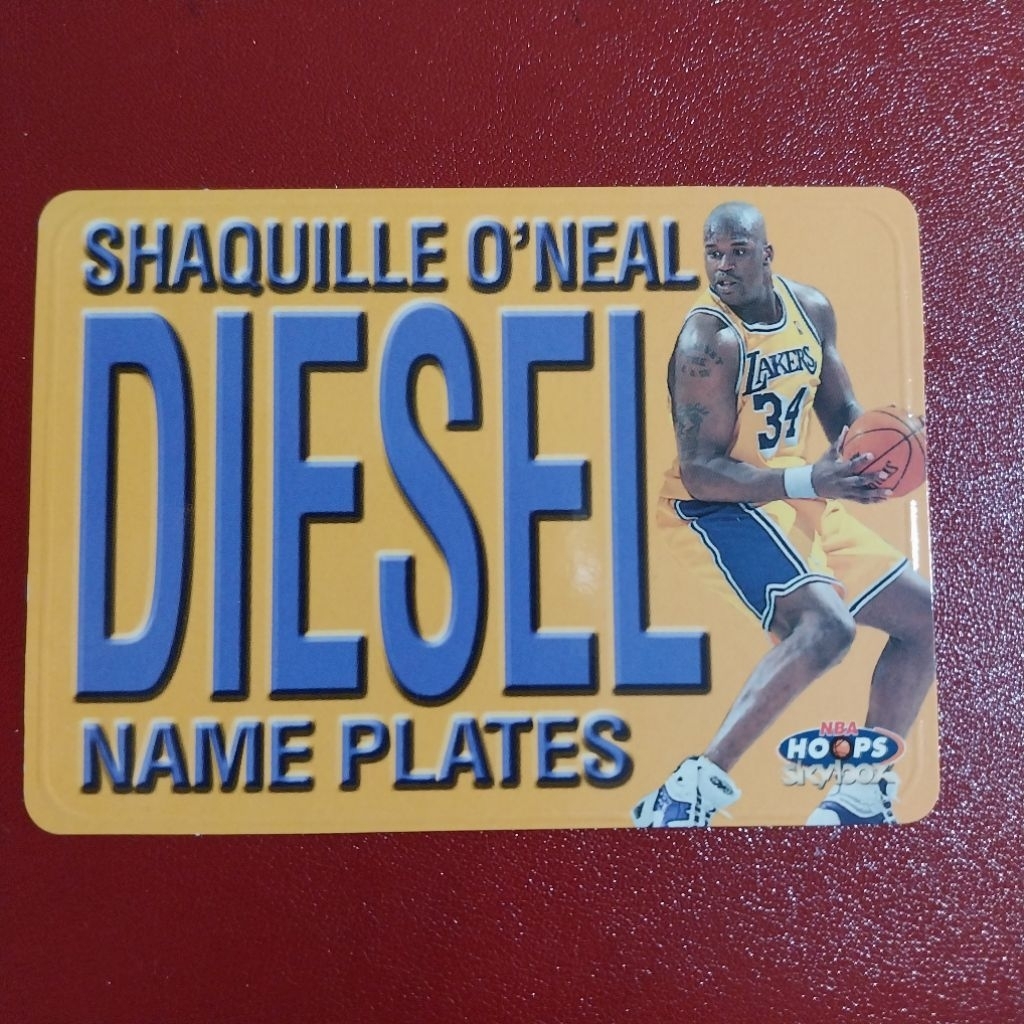 SHAQUILLE O'NEAL
DIESEL
NAME PLATES
LAKERS
34
NBA
HOOPS
skybox